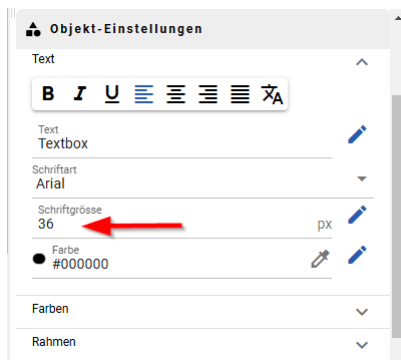 Objekt-Einstellungen
Text
B I U
Text
Textbox
Schriftart
Arial
Schriftgrösse
36 px
Farbe
#000000
Farben
Rahmen